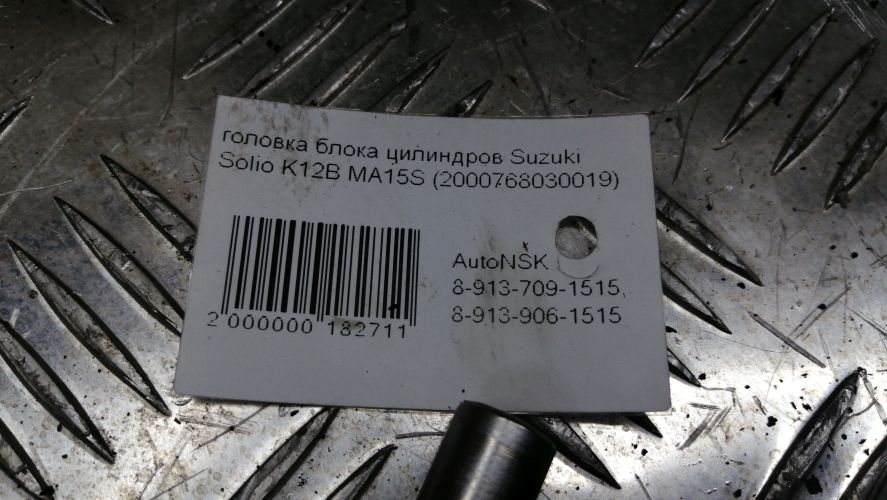 головка блока цилиндров Suzuki
Solio K12B MA15S (2000768030019)
AutoNSK
8-913-709-1515,
8-913-906-1515
2 000000 182711